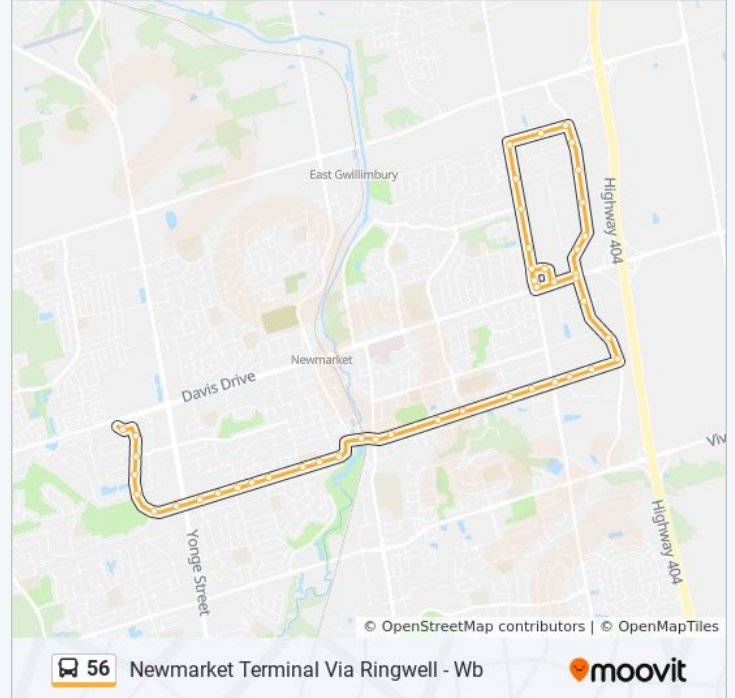 East Gwillimbury
Highway 404
Newmarket
Davis Drive
Viv
Yonge Street
Highway 404
© OpenStreetMap contributors | © OpenMapTiles
56 Newmarket Terminal Via Ringwell - Wb
moovit